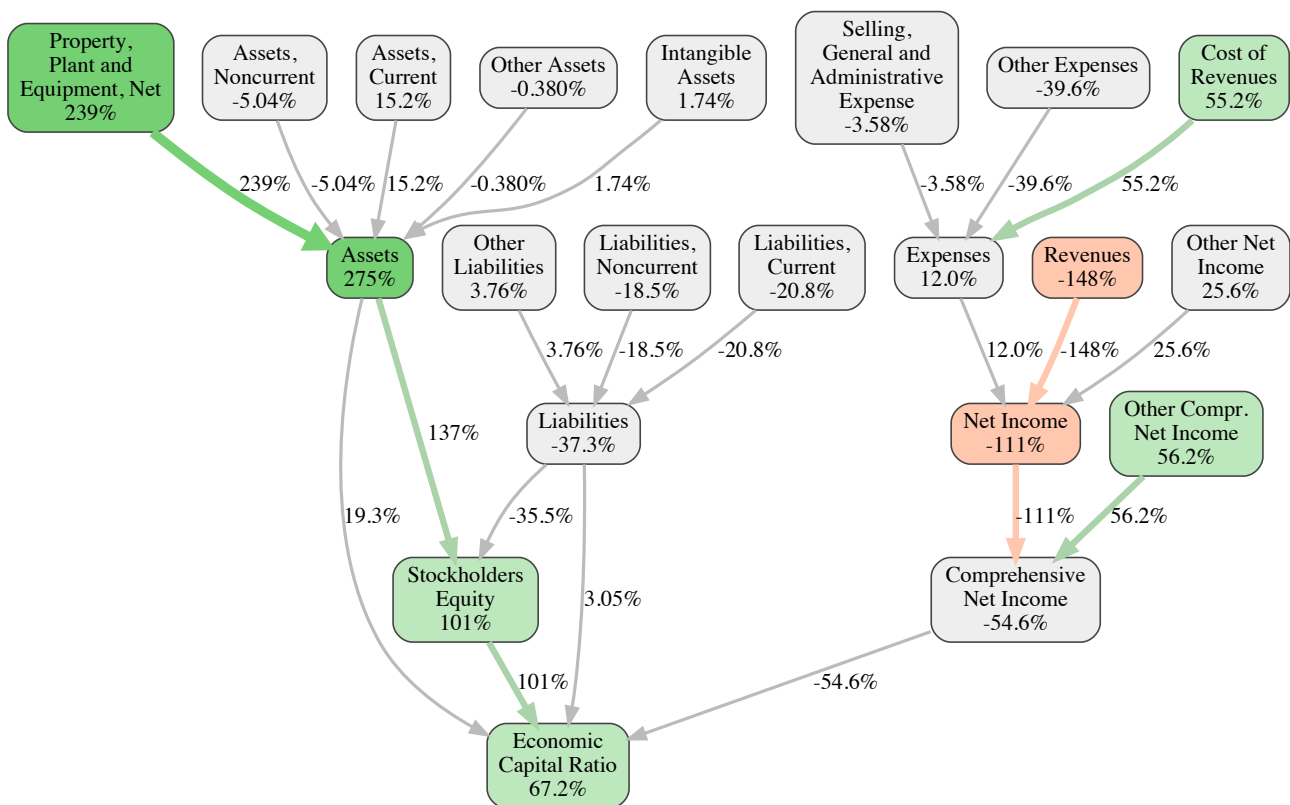 Property,
Plant and
Equipment, Net
239%
Assets,
Noncurrent
-5.04%
Assets,
Current
15.2%
Other Assets
-0.380%
Intangible
Assets
1.74%
Selling,
General and
Administrative
Expense
-3.58%
Other Expenses
-39.6%
Cost of
Revenues
55.2%
239%
-5.04%
15.2%
-0.380%
1.74%
-3.58%
-39.6%
55.2%
Assets
275%
Other
Liabilities
3.76%
Liabilities,
Noncurrent
-18.5%
Liabilities,
Current
-20.8%
Expenses
12.0%
Revenues
-148%
Other Net
Income
25.6%
3.76%
-18.5%
-20.8%
12.0%
-148%
25.6%
137%
Liabilities
-37.3%
Net Income
-111%
Other Compr.
Net Income
56.2%
19.3%
-35.5%
-111%
56.2%
Stockholders
Equity
101%
3.05%
Comprehensive
Net Income
-54.6%
101%
-54.6%
Economic
Capital Ratio
67.2%